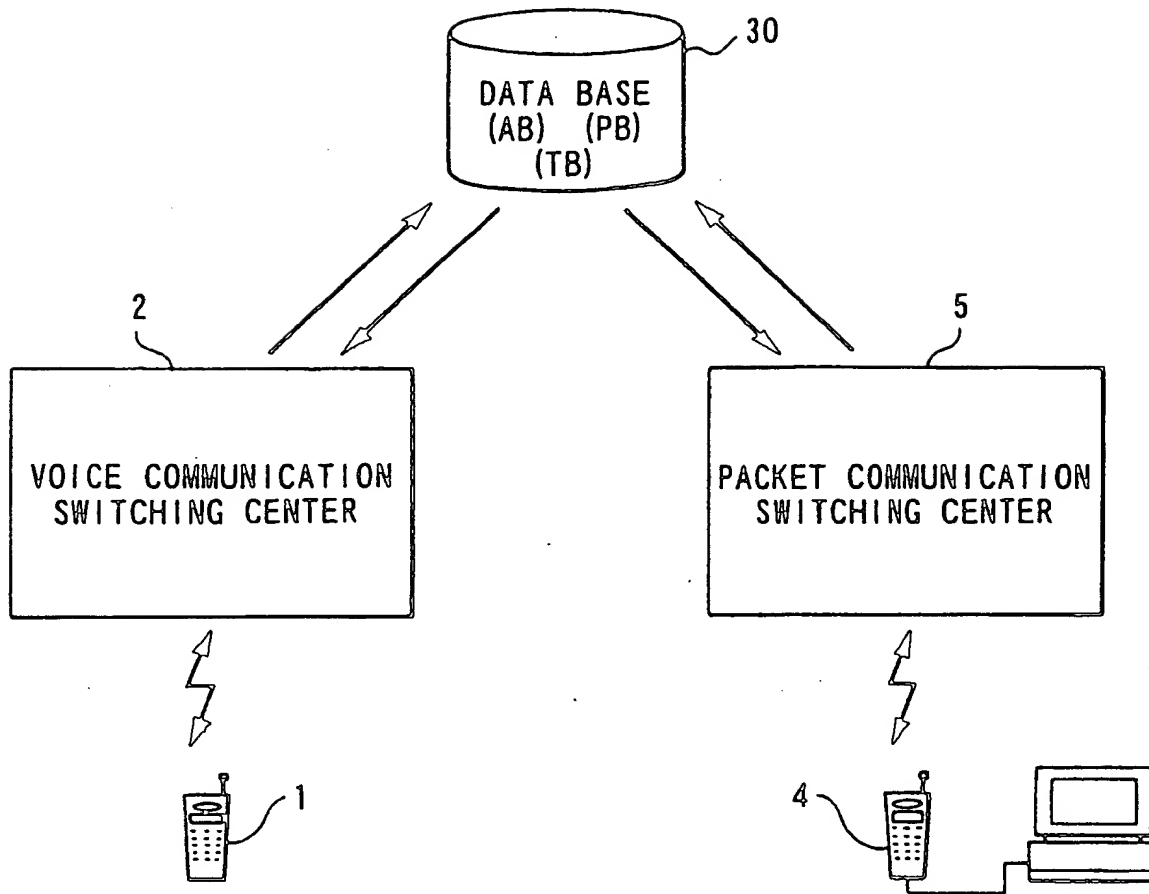 30
DATA BASE
(AB) (PB)
(TB)
2
5
VOICE COMMUNICATION
SWITCHING CENTER
PACKET COMMUNICATION
SWITCHING CENTER
1
4